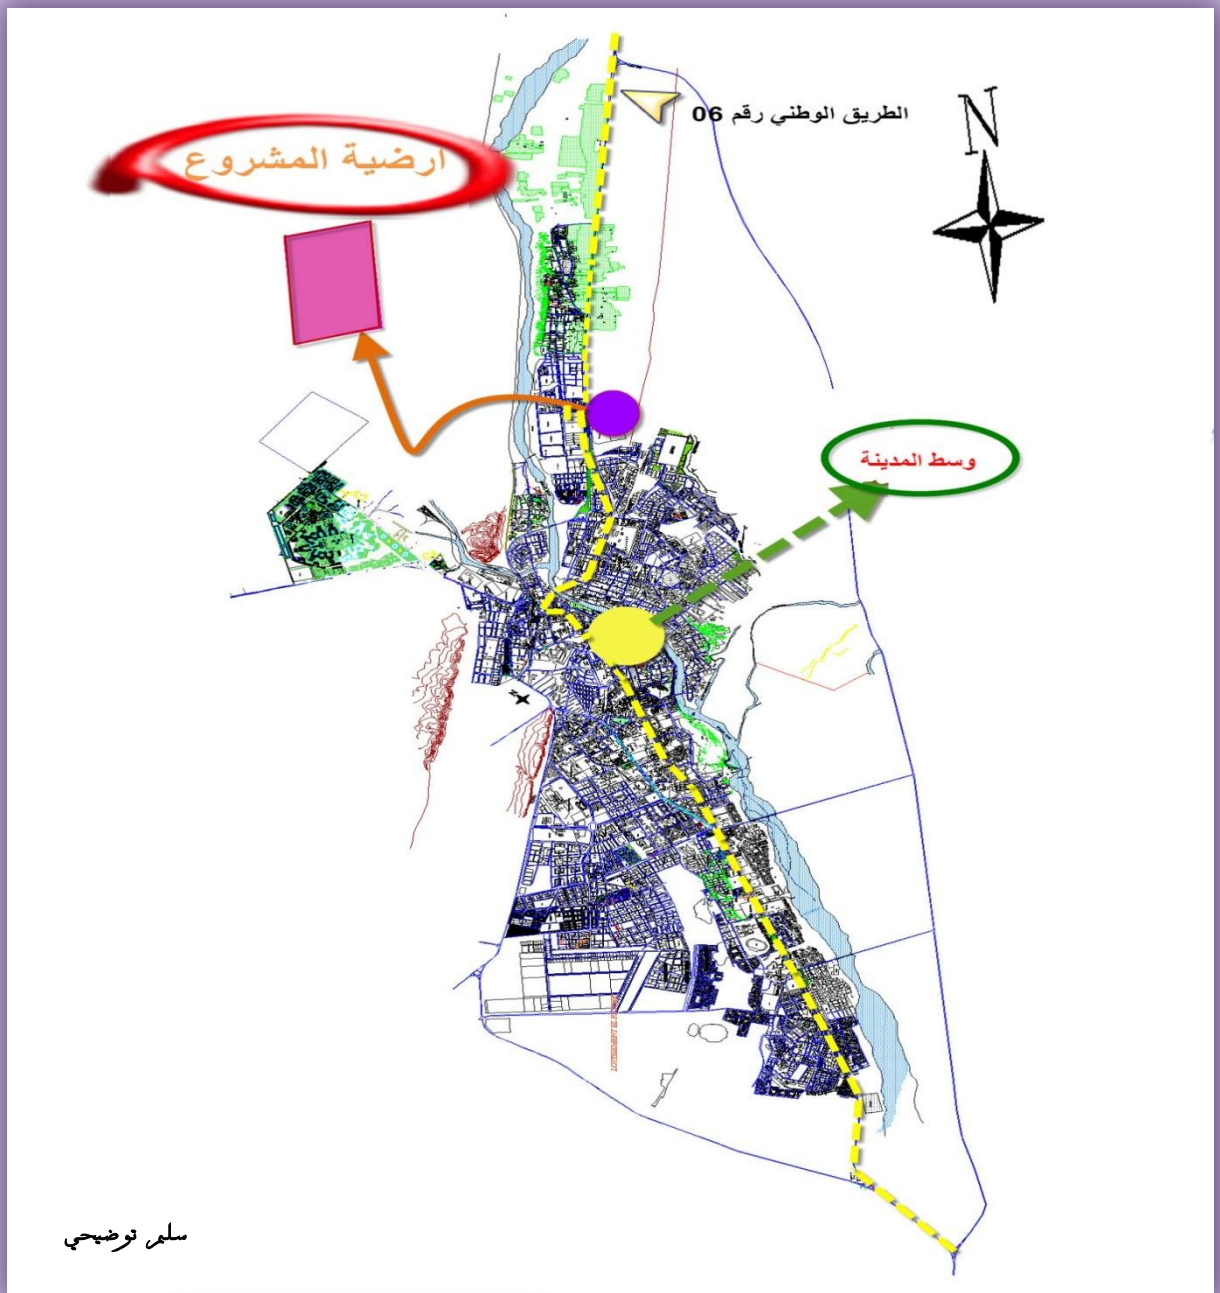 الطريق الوطني رقم 06
N
ارضية المشروع
وسط المدينة
سلم توضيحي